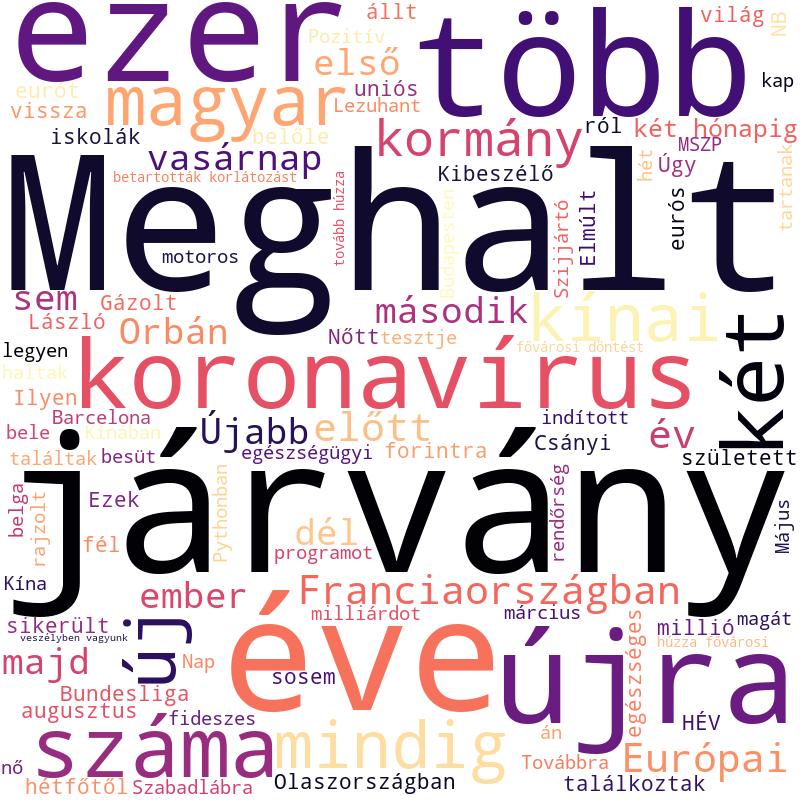 ezer
állt
Pozitív
több
világ
NB
első
kap
eurót
vissza
magyar
uniós
Lezuhant
iskolák
belőle
kormány
ról
két hónapig
MSZP
vasárnap
Kibeszélő
hét
Úgy
tartanak
betartották korlátozást
tovább húzza
Meghalt
Budapesten
Szijjártó
Elmúlt
eurós
motoros
sem
Gázolt
László
Orbán
második
kínai
Nőtt
tesztje
fővárosi döntést
két
legyen
haltak
koronavírus
Ilyen
Barcelona
bele
Kínában
Újabb
előtt
indított
év
Csányi
találtak
besüt
egészségügyi
forintra
született
járvány
belga
rajzolt
Ezek
Pythonban
dél
rendőrség
Május
fél
programot
Kína
ember
Franciaországban
sikerült
veszélyben vagyunk
új
milliárdot
március
millió
magát
húzza fővárosi
éve
újra
egészséges
majd
Nap
sosem
Bundesliga
augusztus
fideszes
HÉV
száma
mindig
án
Továbbra
Európai
nő
hétfőtől
Szabadlábra
Olaszországban
találkoztak